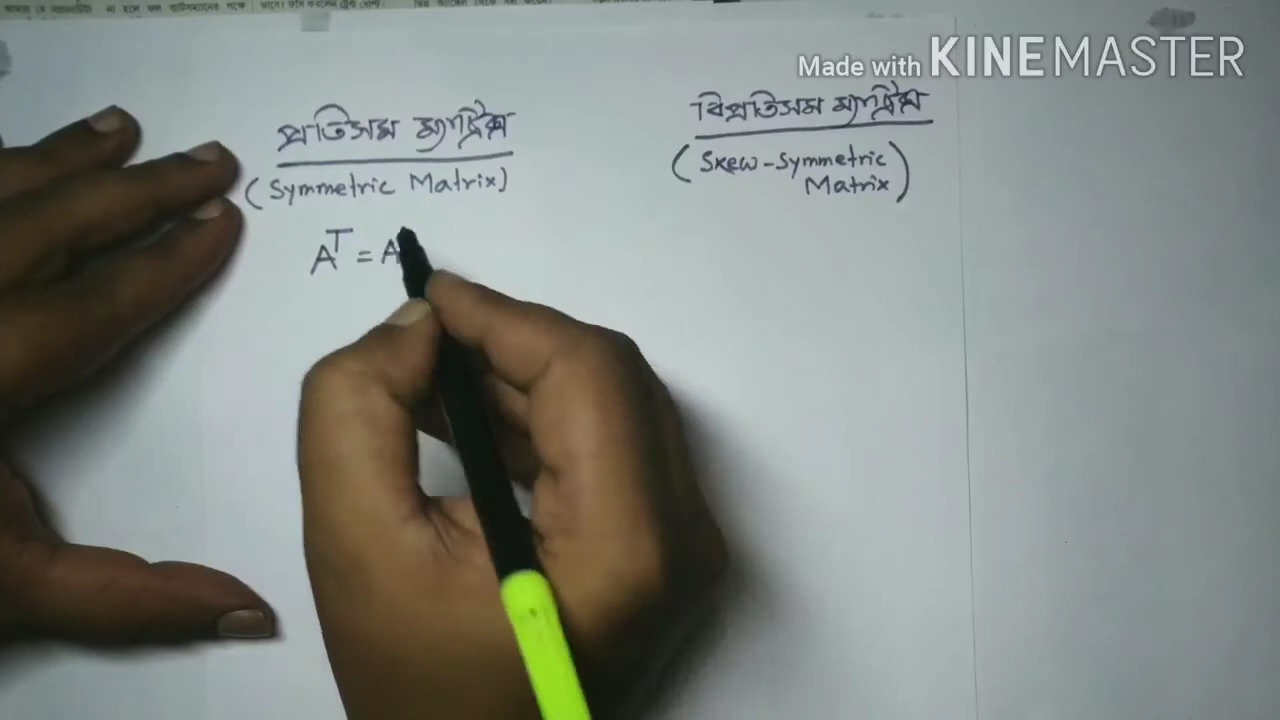 Made with KINEMASTER
প্রতিসম ম্যাট্রিক্স
(Symmetric Matrix)
A^T = A
বিপ্রতিসম ম্যাট্রিক্স
(Skew-Symmetric
Matrix)